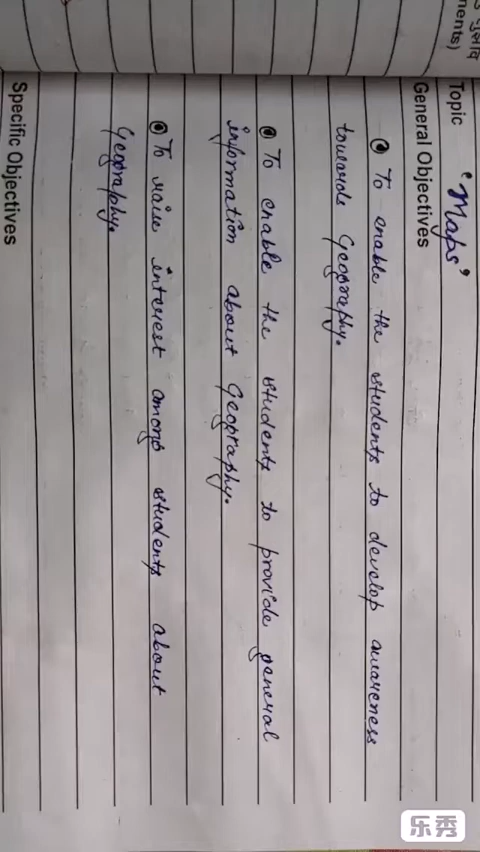 ments)
Topic 'Maps'
General Objectives
To enable the students to develop awareness
towards Geography.
To enable the students to provide general
information about Geography.
To raise interest among students about
Geography.
Specific Objectives
乐秀